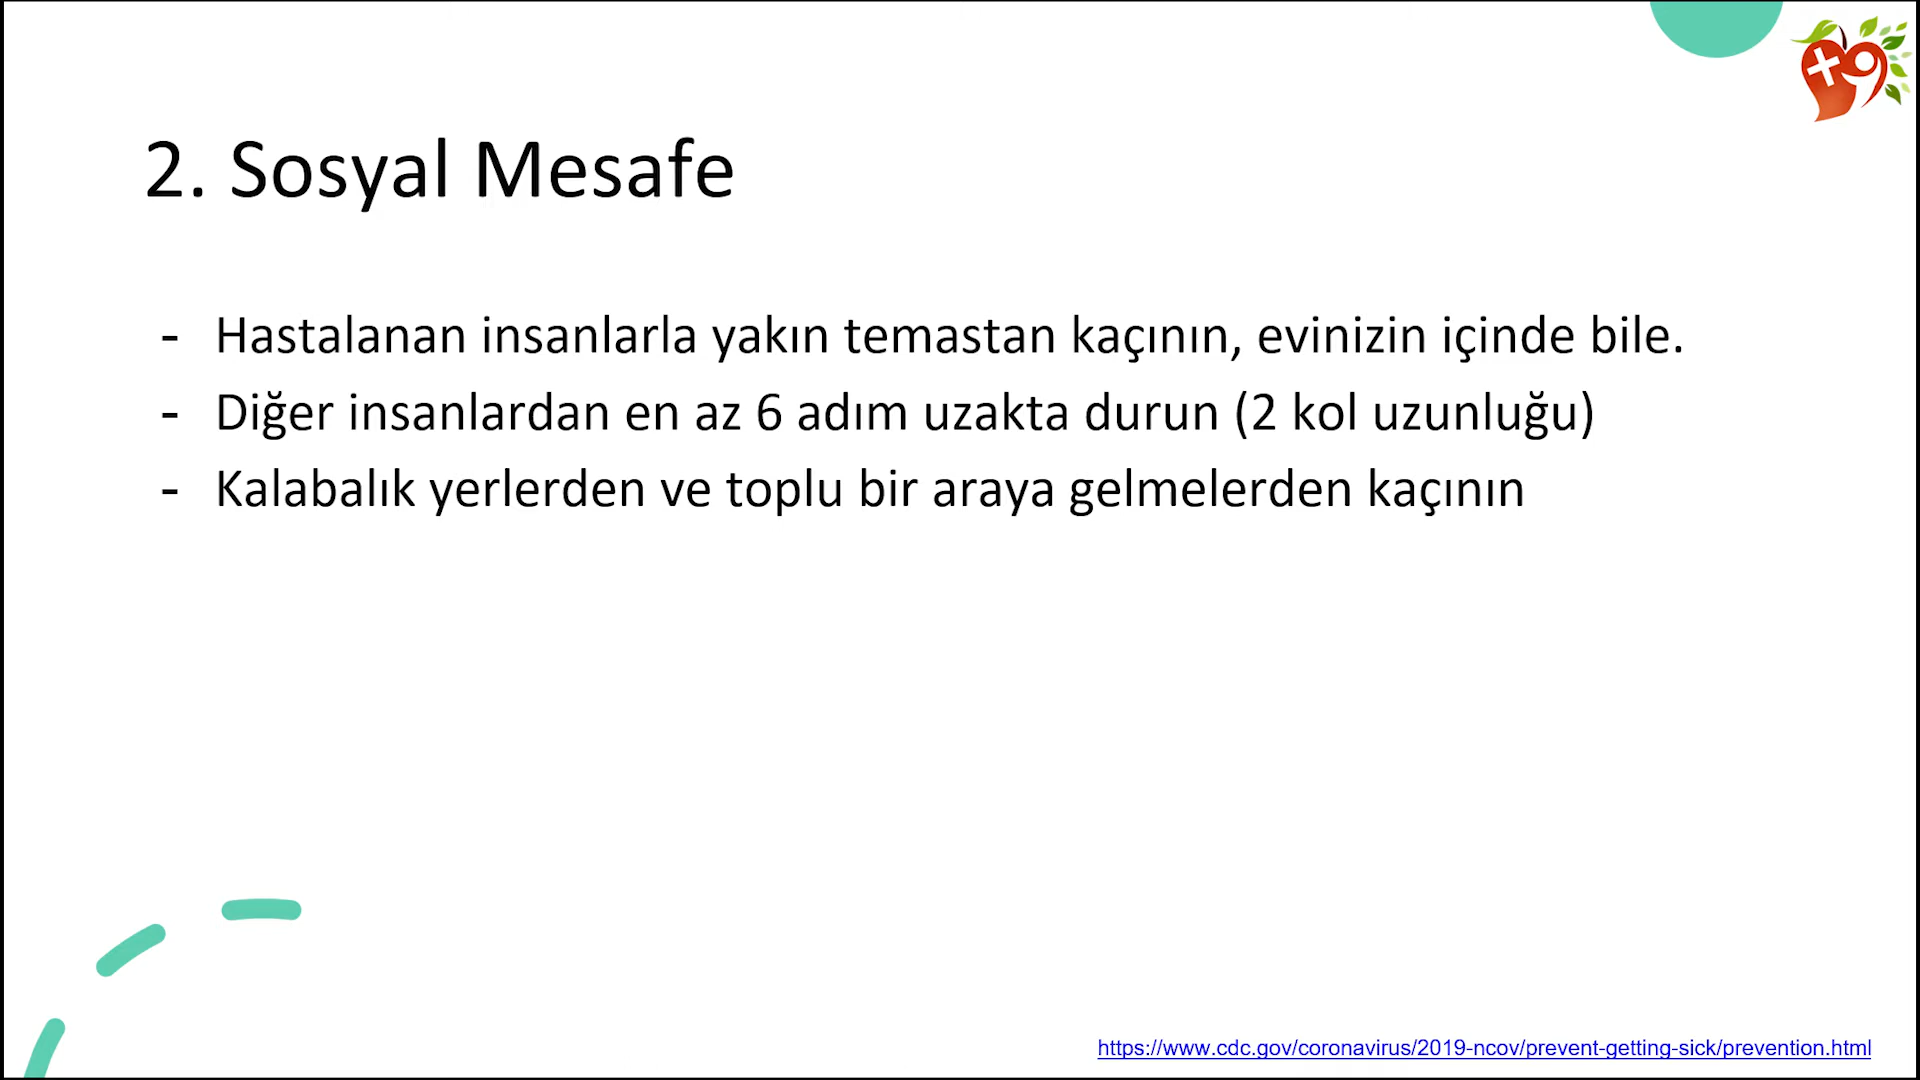 2. Sosyal Mesafe
- Hastalanan insanlarla yakın temastan kaçının, evinizin içinde bile.
- Diğer insanlardan en az 6 adım uzakta durun (2 kol uzunluğu)
- Kalabalık yerlerden ve toplu bir araya gelmelerden kaçının
https://www.cdc.gov/coronavirus/2019-ncov/prevent-getting-sick/prevention.html